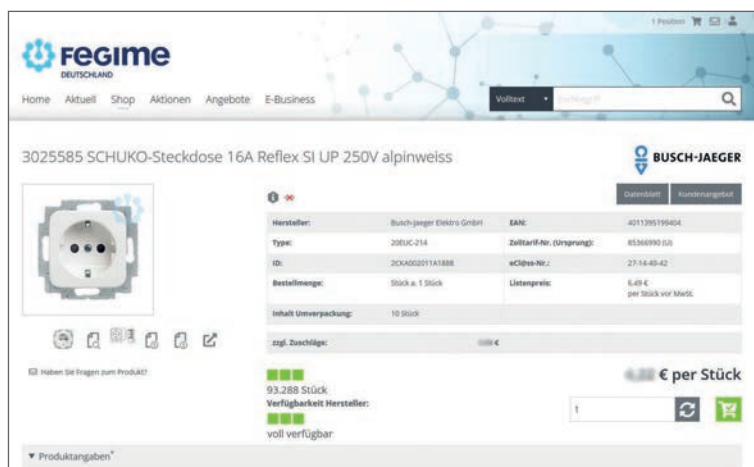 1 Position
FEGIME
DEUTSCHLAND
Home Aktuell Shop Aktionen Angebote E-Business
Volltext Suchbegriff
3025585 SCHUKO-Steckdose 16A Reflex SI UP 250V alpinweiss
BUSCH-JAEGER
Datenblatt Kundenangebot
Hersteller: Busch-Jaeger Elektro GmbH EAN: 4011395199404
Type: 20EUC-214 Zolltarif-Nr. (Ursprung): 85366990 (U)
ID: 2CKA002011A1888 eCl@ss-Nr.: 27-14-40-42
Bestellmenge: Stück a. 1 Stück Listenpreis: 6,49 €
per Stück vor MwSt.
Inhalt Umverpackung: 10 Stück
zzgl. Zuschläge: €
Haben Sie Fragen zum Produkt?
93.288 Stück
€ per Stück
Verfügbarkeit Hersteller:
1
voll verfügbar
Produktangaben*